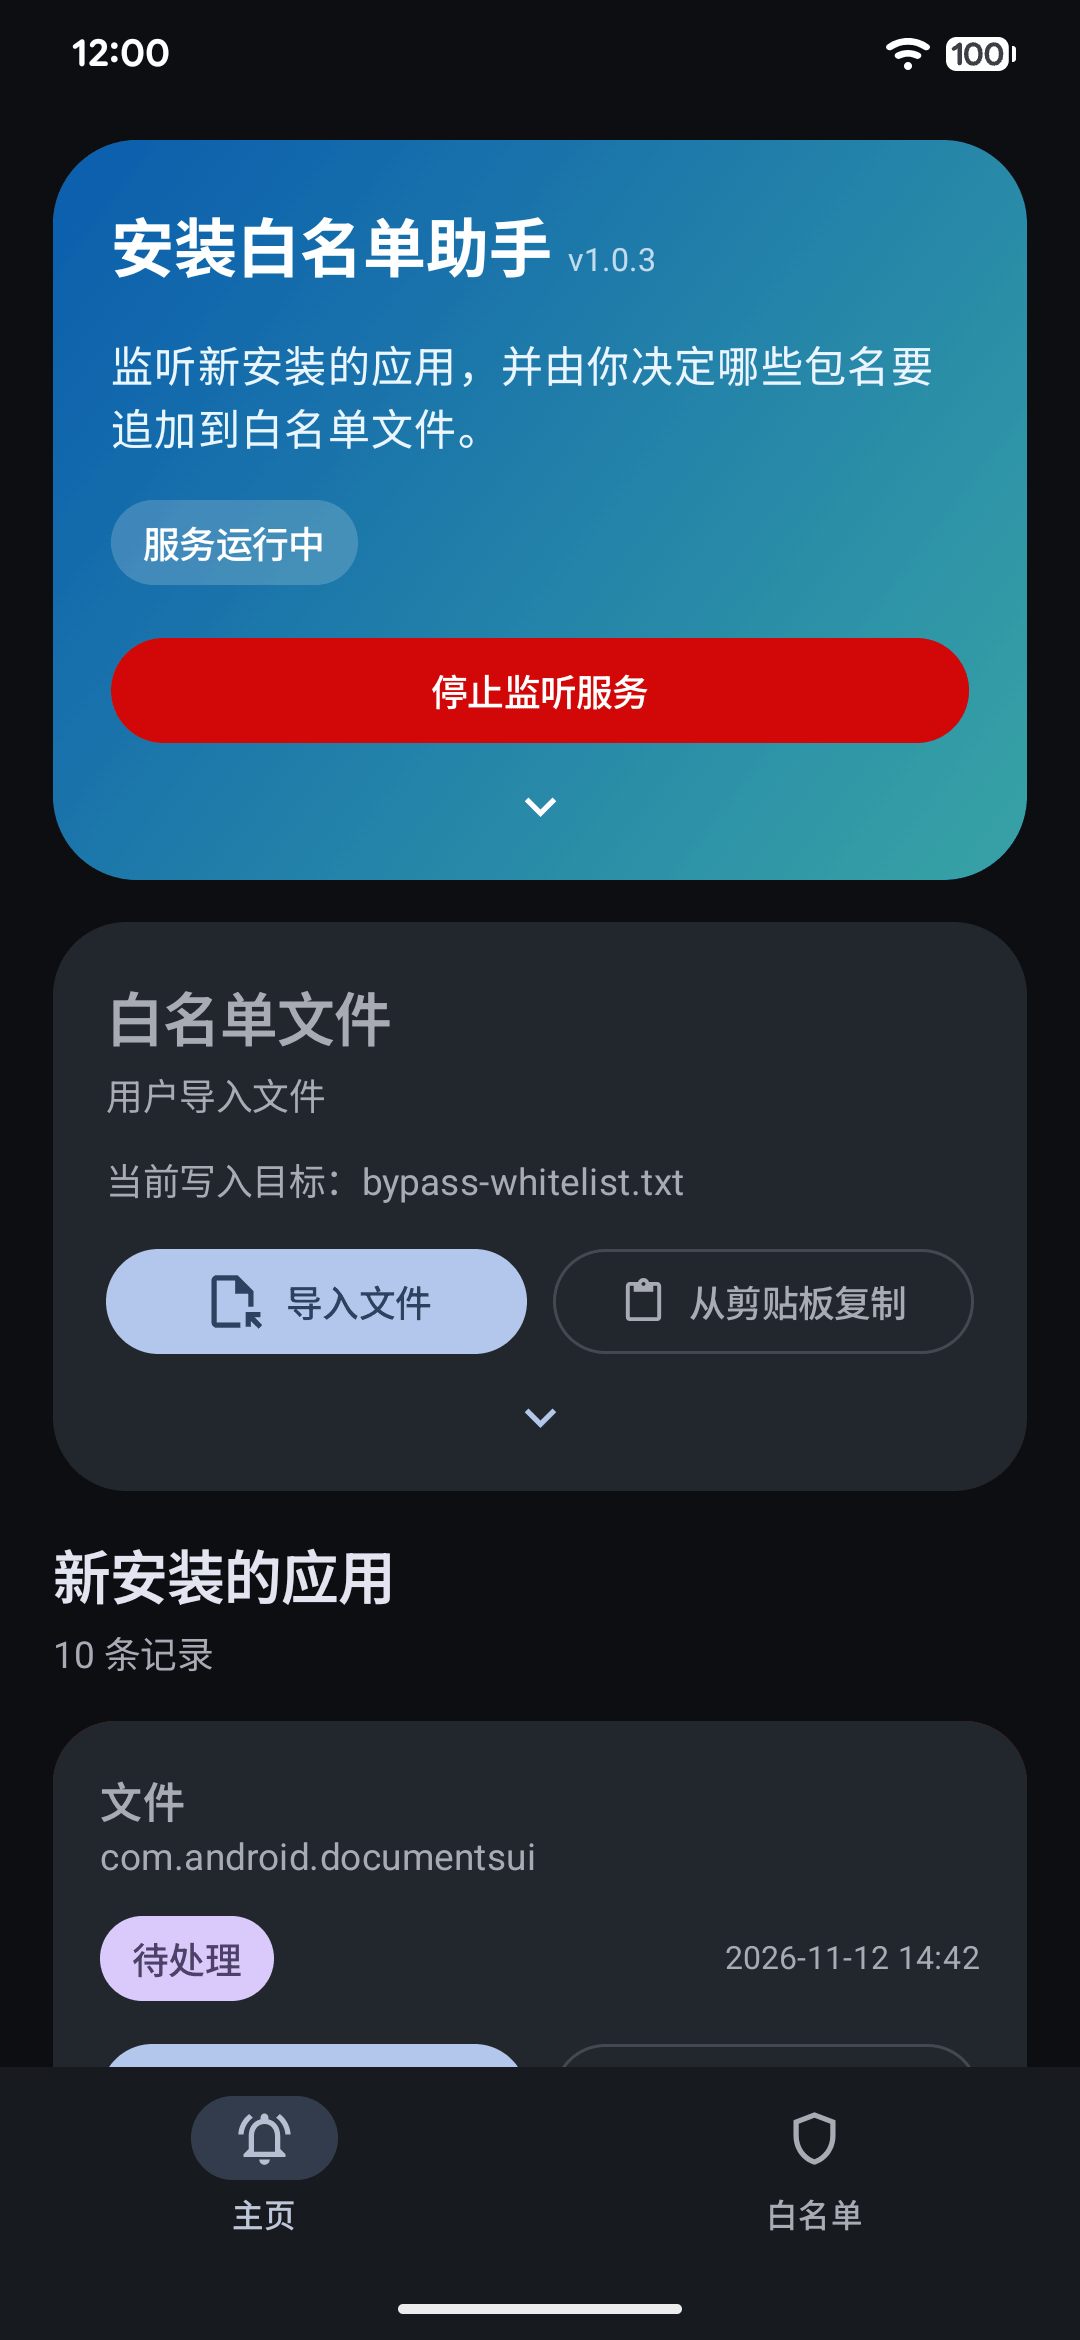 12:00
100
安装白名单助手 v1.0.3
监听新安装的应用，并由你决定哪些包名要
追加到白名单文件。
服务运行中
停止监听服务
白名单文件
用户导入文件
当前写入目标：bypass-whitelist.txt
导入文件
从剪贴板复制
新安装的应用
10 条记录
文件
com.android.documentsui
待处理
2026-11-12 14:42
主页
白名单